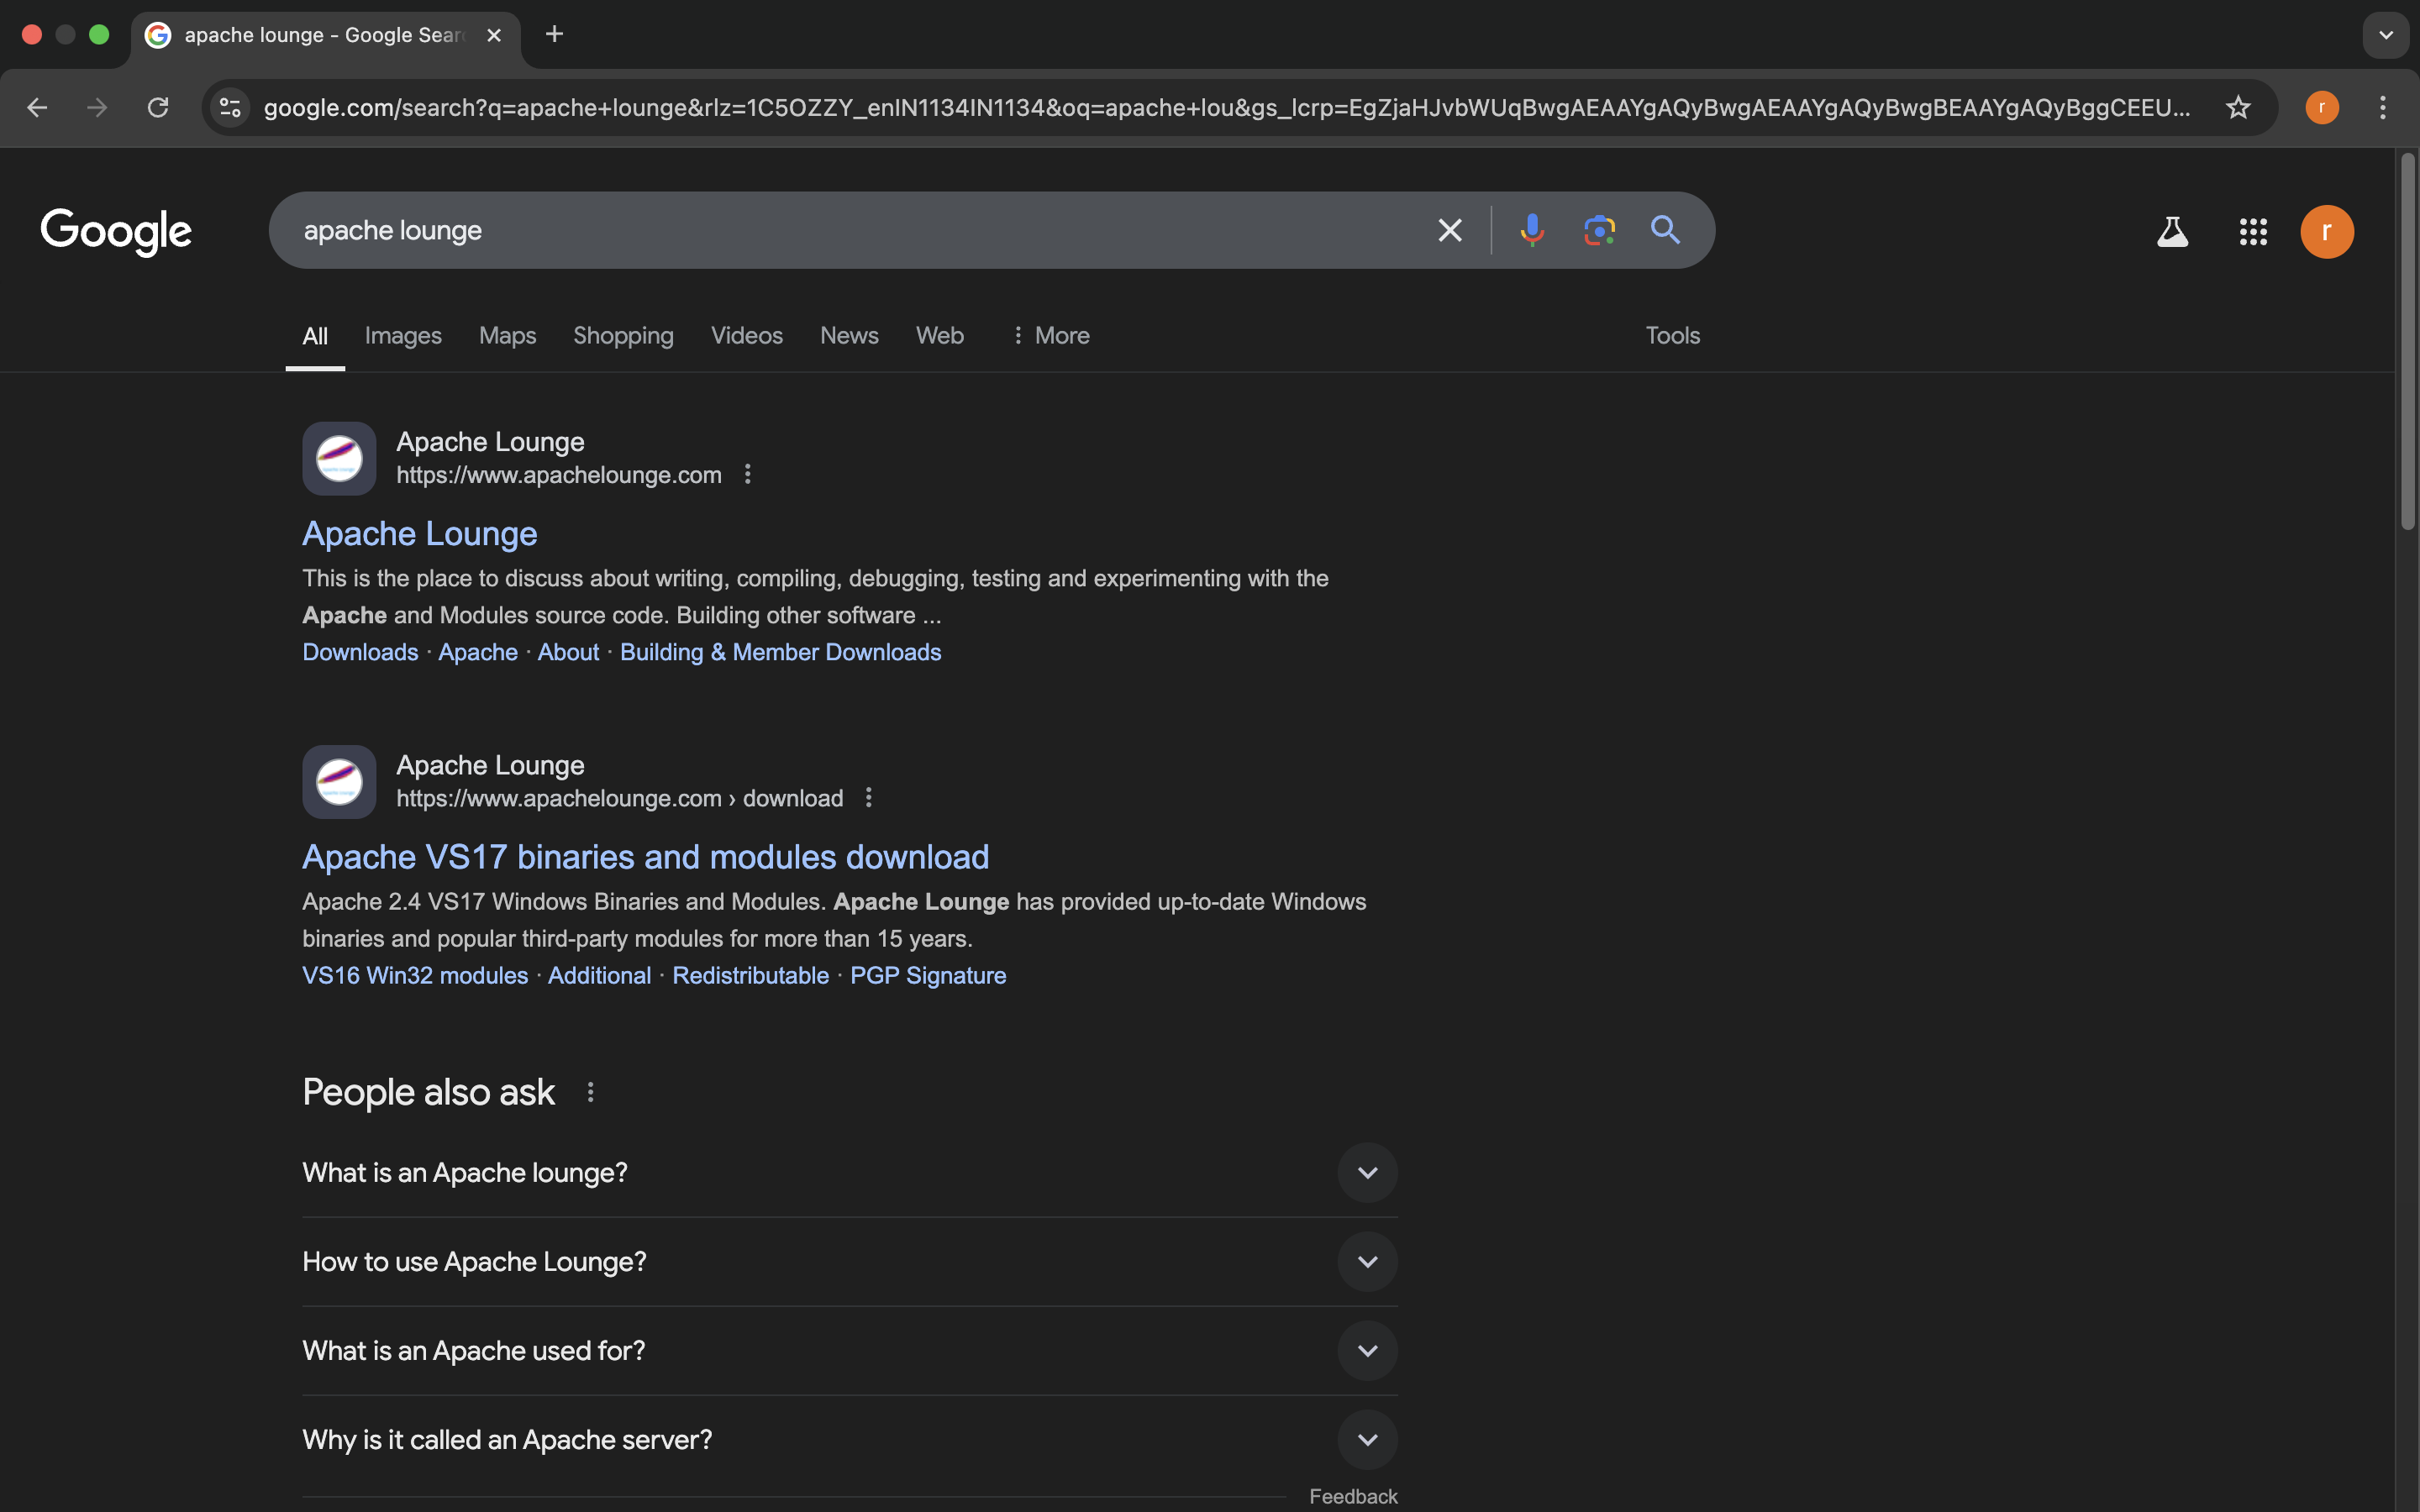 apache lounge - Google Sear
google.com/search?q=apache+lounge&rlz=1C5OZZY_enIN1134IN1134&oq=apache+lou&gs_lcrp=EgZjaHJvbWUqBwgAEAAYgAQyBwgAEAAYgAQyBwgBEAAYgAQyBggCEEU...
r
Google
apache lounge
r
All Images Maps Shopping Videos News Web More Tools
Apache Lounge
https://www.apachelounge.com
Apache Lounge
This is the place to discuss about writing, compiling, debugging, testing and experimenting with the
Apache and Modules source code. Building other software ...
Downloads · Apache · About · Building & Member Downloads
Apache Lounge
https://www.apachelounge.com › download
Apache VS17 binaries and modules download
Apache 2.4 VS17 Windows Binaries and Modules. Apache Lounge has provided up-to-date Windows
binaries and popular third-party modules for more than 15 years.
VS16 Win32 modules · Additional · Redistributable · PGP Signature
People also ask
What is an Apache lounge?
How to use Apache Lounge?
What is an Apache used for?
Why is it called an Apache server?
Feedback